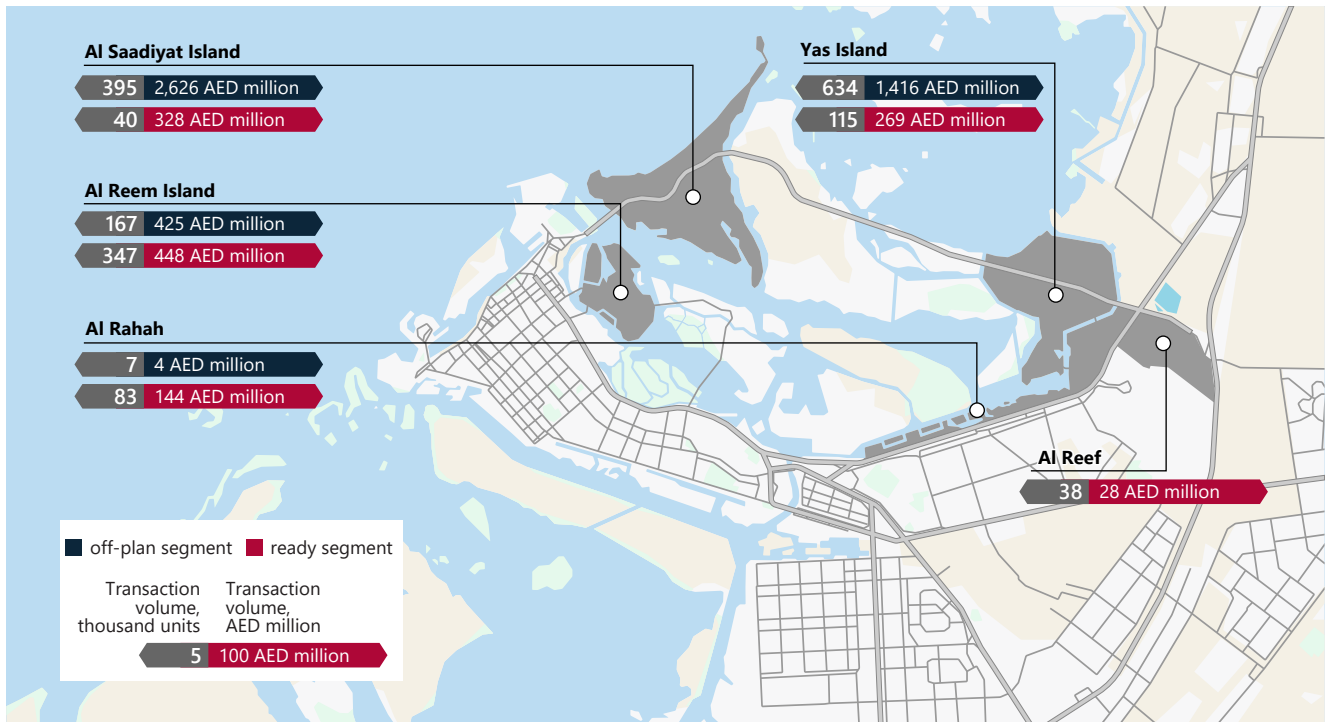 Al Saadiyat Island
395 2,626 AED million
40 328 AED million
Yas Island
634 1,416 AED million
115 269 AED million
Al Reem Island
167 425 AED million
347 448 AED million
Al Rahah
7 4 AED million
83 144 AED million
Al Reef
38 28 AED million
off-plan segment ready segment
Transaction
volume,
thousand units
Transaction
volume,
AED million
5 100 AED million